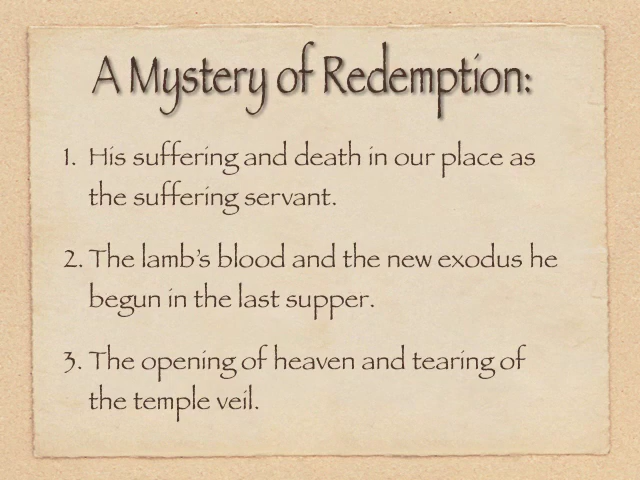 A Mystery of Redemption:
1. His suffering and death in our place as
the suffering servant.
2. The lamb's blood and the new exodus he
begun in the last supper.
3. The opening of heaven and tearing of
the temple veil.